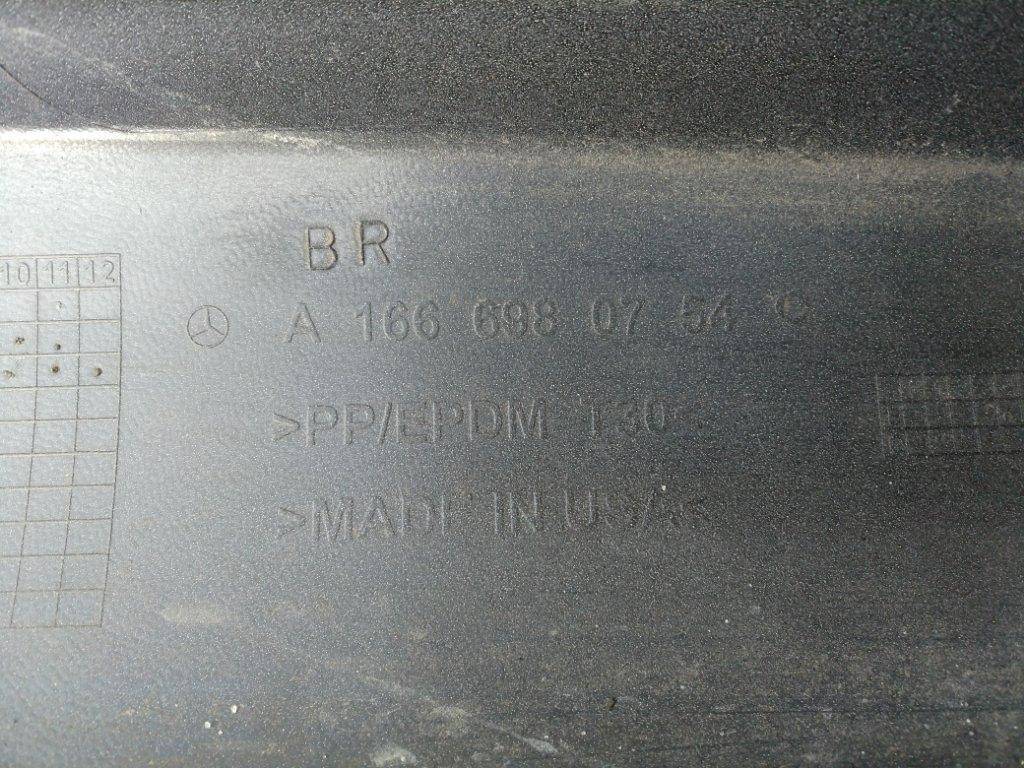 BR
10 11 12
A 166 698 07 54
>PP/EPDM T30
>MADE IN USA<